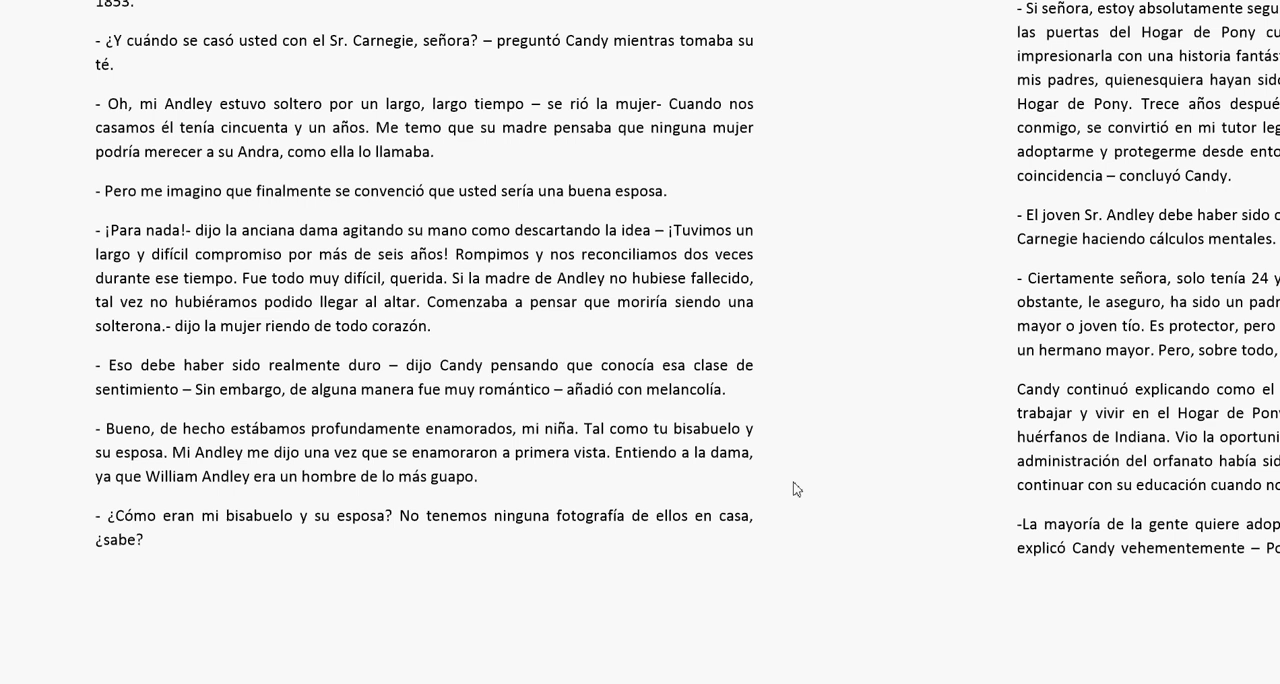 1853.
- ¿Y cuándo se casó usted con el Sr. Carnegie, señora? – preguntó Candy mientras tomaba su
té.
- Oh, mi Andley estuvo soltero por un largo, largo tiempo – se rió la mujer- Cuando nos
casamos él tenía cincuenta y un años. Me temo que su madre pensaba que ninguna mujer
podría merecer a su Andra, como ella lo llamaba.
- Pero me imagino que finalmente se convenció que usted sería una buena esposa.
- ¡Para nada!- dijo la anciana dama agitando su mano como descartando la idea – ¡Tuvimos un
largo y difícil compromiso por más de seis años! Rompimos y nos reconciliamos dos veces
durante ese tiempo. Fue todo muy difícil, querida. Si la madre de Andley no hubiese fallecido,
tal vez no hubiéramos podido llegar al altar. Comenzaba a pensar que moriría siendo una
solterona.- dijo la mujer riendo de todo corazón.
- Eso debe haber sido realmente duro – dijo Candy pensando que conocía esa clase de
sentimiento – Sin embargo, de alguna manera fue muy romántico – añadió con melancolía.
- Bueno, de hecho estábamos profundamente enamorados, mi niña. Tal como tu bisabuelo y
su esposa. Mi Andley me dijo una vez que se enamoraron a primera vista. Entiendo a la dama,
ya que William Andley era un hombre de lo más guapo.
- ¿Cómo eran mi bisabuelo y su esposa? No tenemos ninguna fotografía de ellos en casa,
¿sabe?
- Si señora, estoy absolutamente segu
las puertas del Hogar de Pony cu
impresionarla con una historia fantás
mis padres, quienesquiera hayan sido
Hogar de Pony. Trece años despué
conmigo, se convirtió en mi tutor leg
adoptarme y protegerme desde ento
coincidencia – concluyó Candy.
- El joven Sr. Andley debe haber sido
Carnegie haciendo cálculos mentales.
- Ciertamente señora, solo tenía 24 y
obstante, le aseguro, ha sido un padr
mayor o joven tío. Es protector, pero
un hermano mayor. Pero, sobre todo,
Candy continuó explicando como el
trabajar y vivir en el Hogar de Pony
huérfanos de Indiana. Vio la oportuni
administración del orfanato había sid
continuar con su educación cuando no
-La mayoría de la gente quiere adop
explicó Candy vehementemente – Po